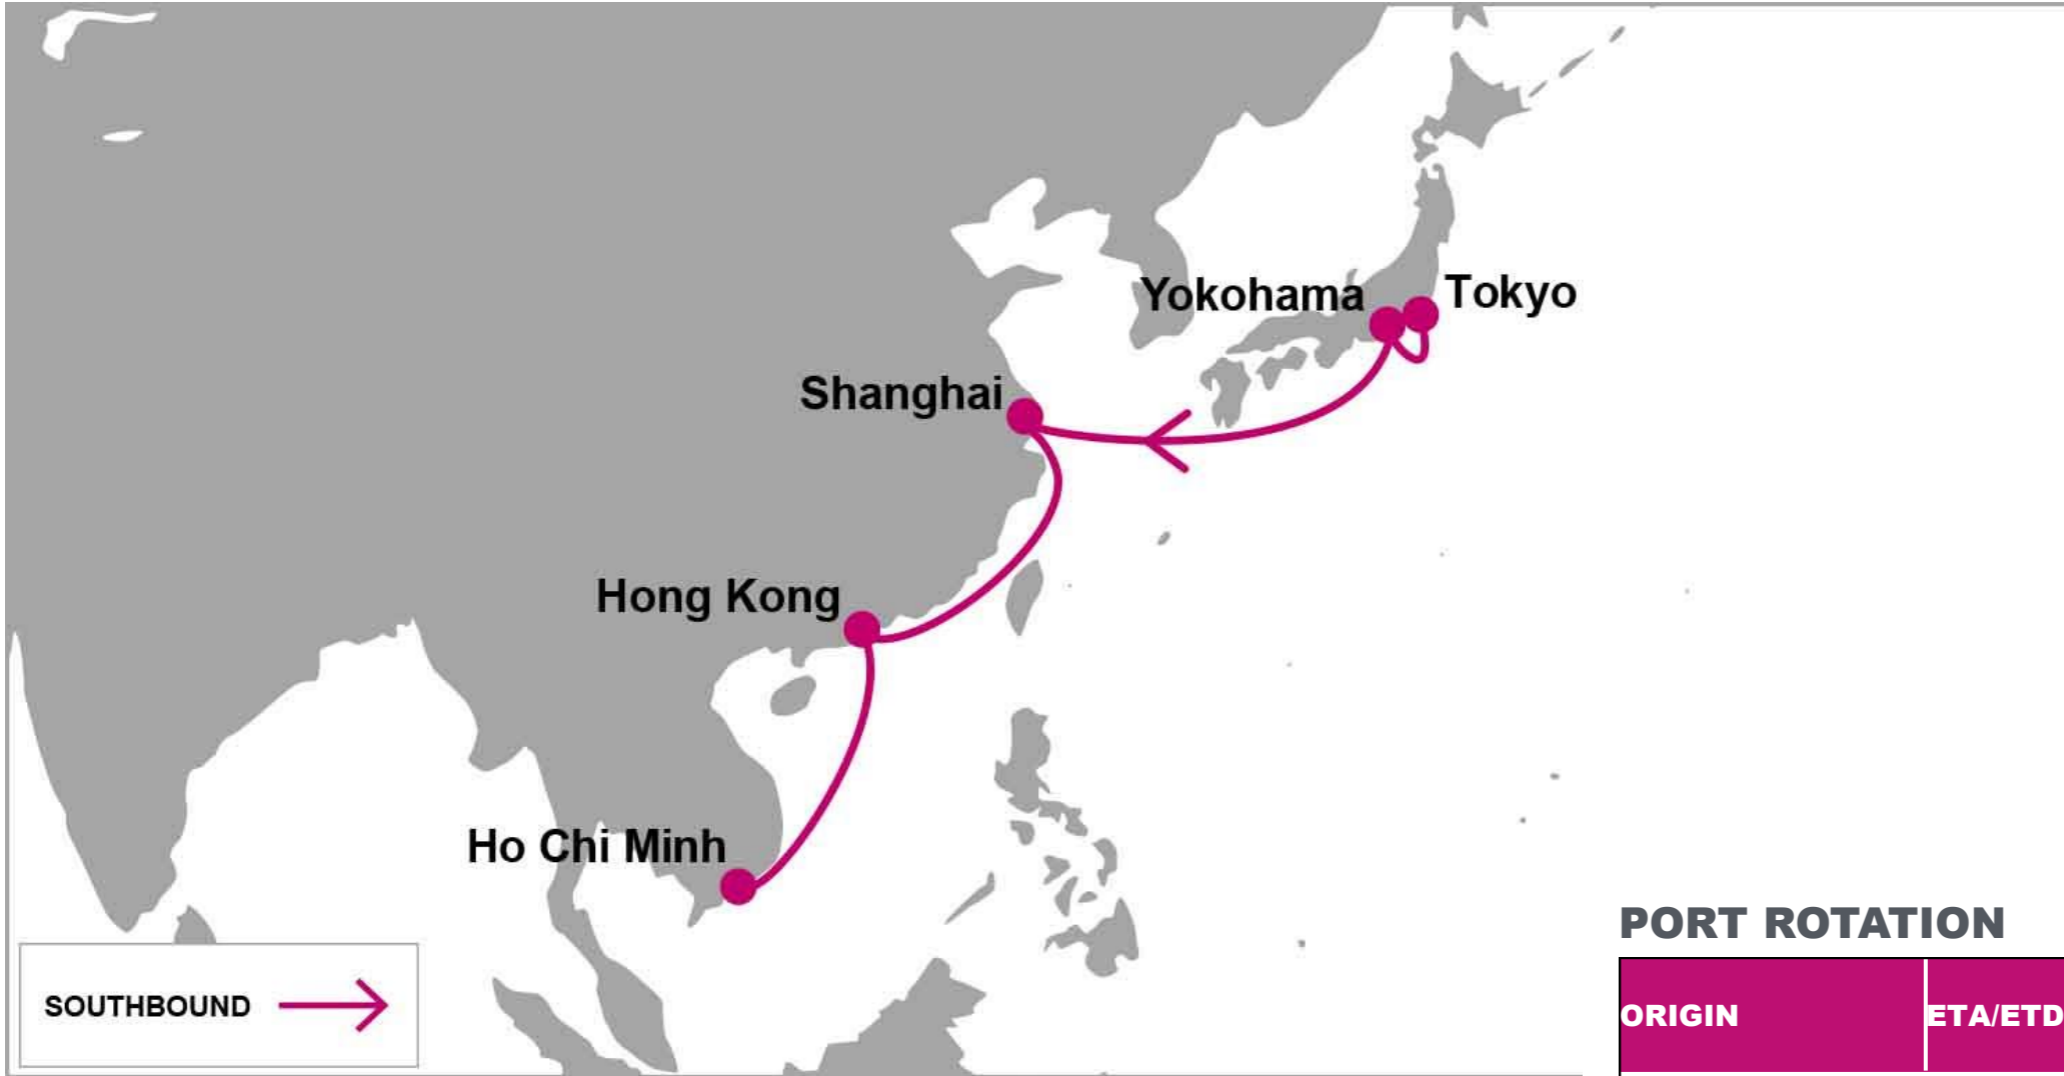 Yokohama
Tokyo
Shanghai
Hong Kong
Ho Chi Minh
SOUTHBOUND
PORT ROTATION
ORIGIN
ETA/ETD